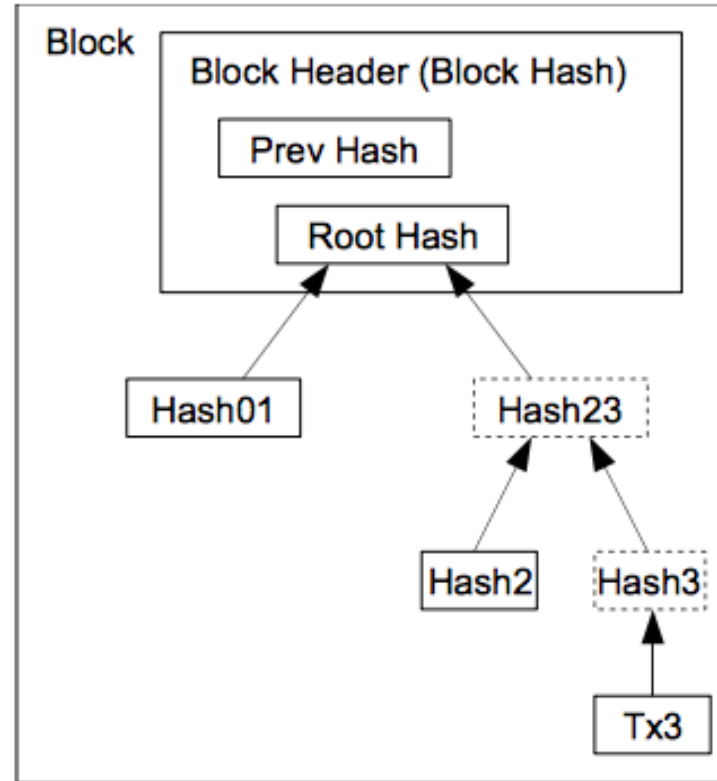 Block
Block Header (Block Hash)
Prev Hash
Root Hash
Hash01
Hash23
Hash2
Hash3
Tx3